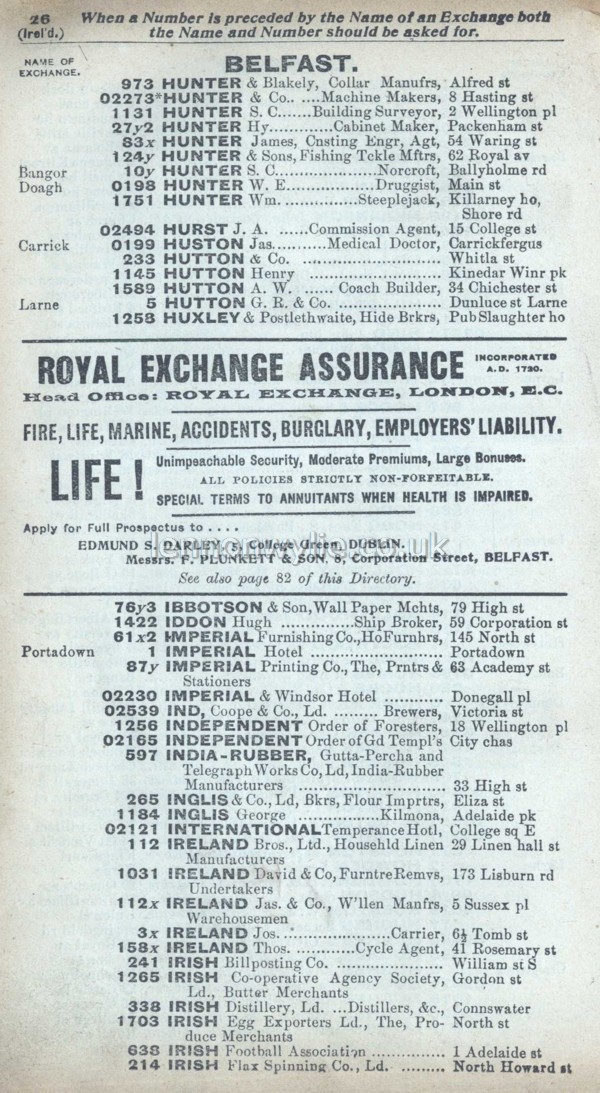 26 When a Number is preceded by the Name of an Exchange both
(Irel'd.) the Name and Number should be asked for.
NAME OF EXCHANGE.
BELFAST.
973 HUNTER & Blakely, Collar Manufrs, Alfred st
02273*HUNTER & Co.. ....Machine Makers, 8 Hasting st
1131 HUNTER S. C.......Building Surveyor, 2 Wellington pl
27y2 HUNTER Hy.............Cabinet Maker, Packenham st
83x HUNTER James, Cnsting Engr, Agt, 54 Waring st
124y HUNTER & Sons, Fishing Tckle Mftrs, 62 Royal av
Bangor 10y HUNTER S. C......................Norcroft, Ballyholme rd
Doagh 0198 HUNTER W. E...............Druggist, Main st
1751 HUNTER Wm. ..............Steeplejack, Killarney ho,
Shore rd
02494 HURST J. A. ......Commission Agent, 15 College st
Carrick 0199 HUSTON Jas..........Medical Doctor, Carrickfergus
233 HUTTON & Co. ........................... Whitla st
1145 HUTTON Henry ....................... Kinedar Winr pk
1589 HUTTON A. W. ...... Coach Builder, 34 Chichester st
Larne 5 HUTTON G. R. & Co. .................... Dunluce st Larne
1258 HUXLEY & Postlethwaite, Hide Brkrs, Pub Slaughter ho
ROYAL EXCHANGE ASSURANCE INCORPORATED A.D. 1720.
Head Office: ROYAL EXCHANGE, LONDON, E.C.
FIRE, LIFE, MARINE, ACCIDENTS, BURGLARY, EMPLOYERS' LIABILITY.
LIFE! Unimpeachable Security, Moderate Premiums, Large Bonuses.
ALL POLICIES STRICTLY NON-FORFEITABLE.
SPECIAL TERMS TO ANNUITANTS WHEN HEALTH IS IMPAIRED.
Apply for Full Prospectus to ....
EDMUND S. DARLEY, 5, College Green, DUBLIN.
lennonwylie.co.uk
Messrs. F. PLUNKETT & SON, 8, Corporation Street, BELFAST.
See also page 82 of this Directory.
76y3 IBBOTSON & Son, Wall Paper Mchts, 79 High st
1422 IDDON Hugh ...............Ship Broker, 59 Corporation st
61x2 IMPERIAL Furnishing Co., Ho Furnhrs, 145 North st
Portadown 1 IMPERIAL Hotel ........................... Portadown
87y IMPERIAL Printing Co., The, Prntrs & 63 Academy st
Stationers
02230 IMPERIAL & Windsor Hotel ............ Donegall pl
02539 IND, Coope & Co., Ld. ......... Brewers, Victoria st
1256 INDEPENDENT Order of Foresters, 18 Wellington pl
02165 INDEPENDENT Order of Gd Templ's City chas
597 INDIA-RUBBER, Gutta-Percha and
Telegraph Works Co, Ld, India-Rubber
Manufacturers ............................... 33 High st
265 INGLIS & Co., Ld, Bkrs, Flour Imprtrs, Eliza st
1184 INGLIS George .................Kilmona, Adelaide pk
02121 INTERNATIONAL Temperance Hotl, College sq E
112 IRELAND Bros., Ltd., Househld Linen 29 Linen hall st
Manufacturers
1031 IRELAND David & Co, Furntre Remvs, 173 Lisburn rd
Undertakers
112x IRELAND Jas. & Co., W'llen Manfrs, 5 Sussex pl
Warehousemen
3x IRELAND Jos. .......................Carrier, 6½ Tomb st
158x IRELAND Thos. ............Cycle Agent, 41 Rosemary st
241 IRISH Billposting Co. ...................... William st S
1265 IRISH Co-operative Agency Society, Gordon st
Ld., Butter Merchants
338 IRISH Distillery, Ld. ...Distillers, &c., Connswater
1703 IRISH Egg Exporters Ld., The, Pro- North st
duce Merchants
638 IRISH Football Association ............... 1 Adelaide st
214 IRISH Flax Spinning Co., Ld. ......... North Howard st